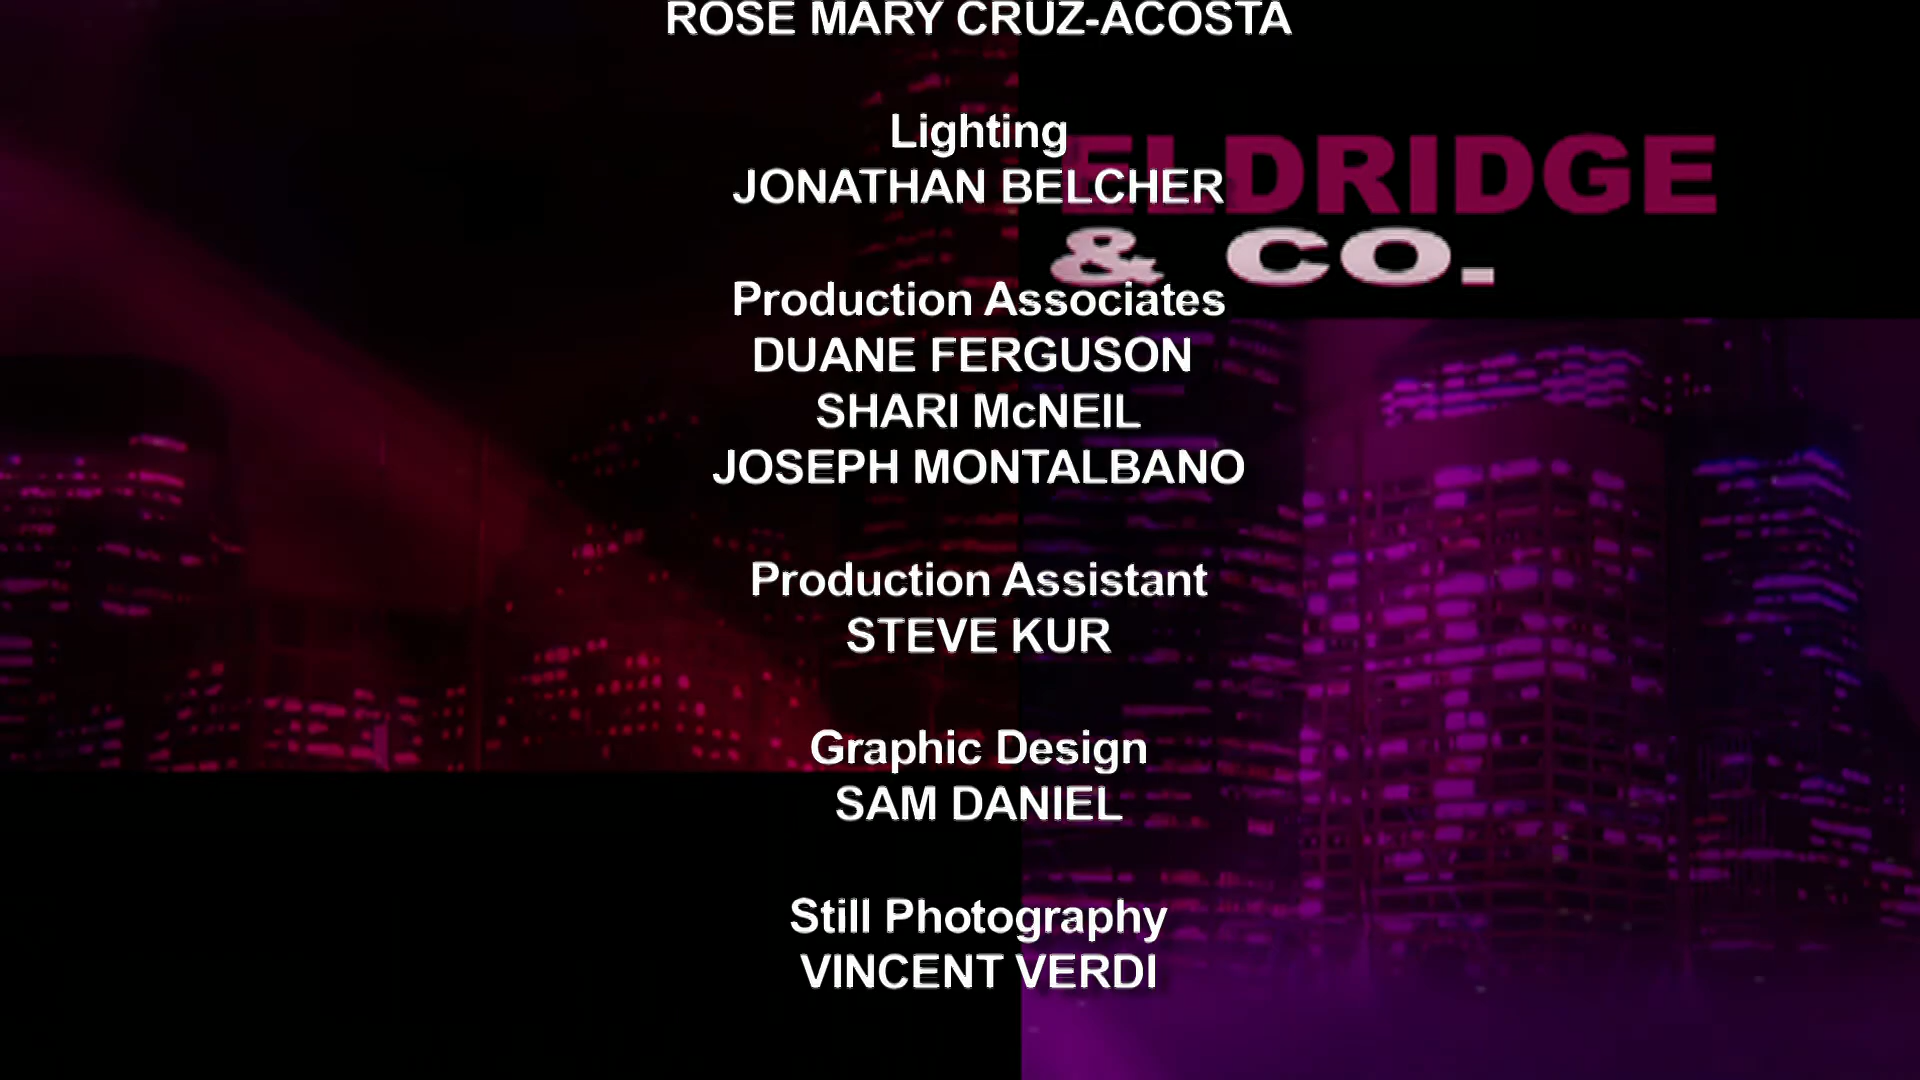 ROSE MARY CRUZ-ACOSTA
Lighting
JONATHAN BELCHER
ELDRIDGE
& CO.
Production Associates
DUANE FERGUSON
SHARI McNEIL
JOSEPH MONTALBANO
Production Assistant
STEVE KUR
Graphic Design
SAM DANIEL
Still Photography
VINCENT VERDI